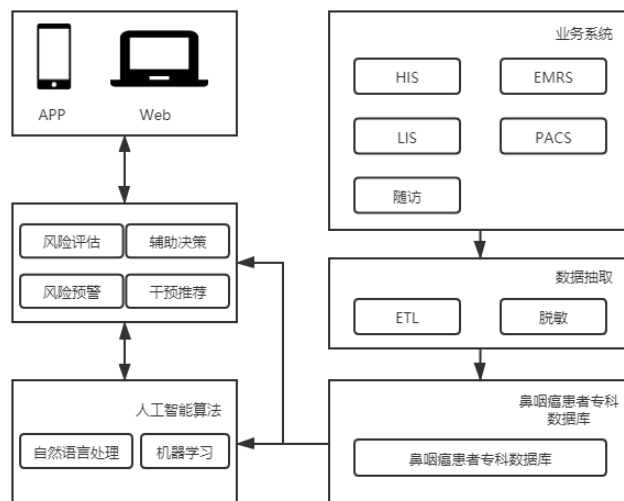 APP
Web
风险评估
辅助决策
风险预警
干预推荐
人工智能算法
自然语言处理
机器学习
业务系统
HIS
EMRS
LIS
PACS
随访
数据抽取
ETL
脱敏
鼻咽癌患者专科
数据库
鼻咽癌患者专科数据库